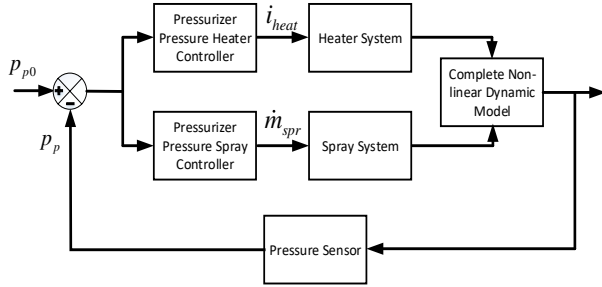 Pressurizer
Pressure Heater
Controller
i_heat
Heater System
p_p0
+
−
Complete Non-
linear Dynamic
Model
p_p
Pressurizer
Pressure Spray
Controller
ṁ_spr
Spray System
Pressure Sensor